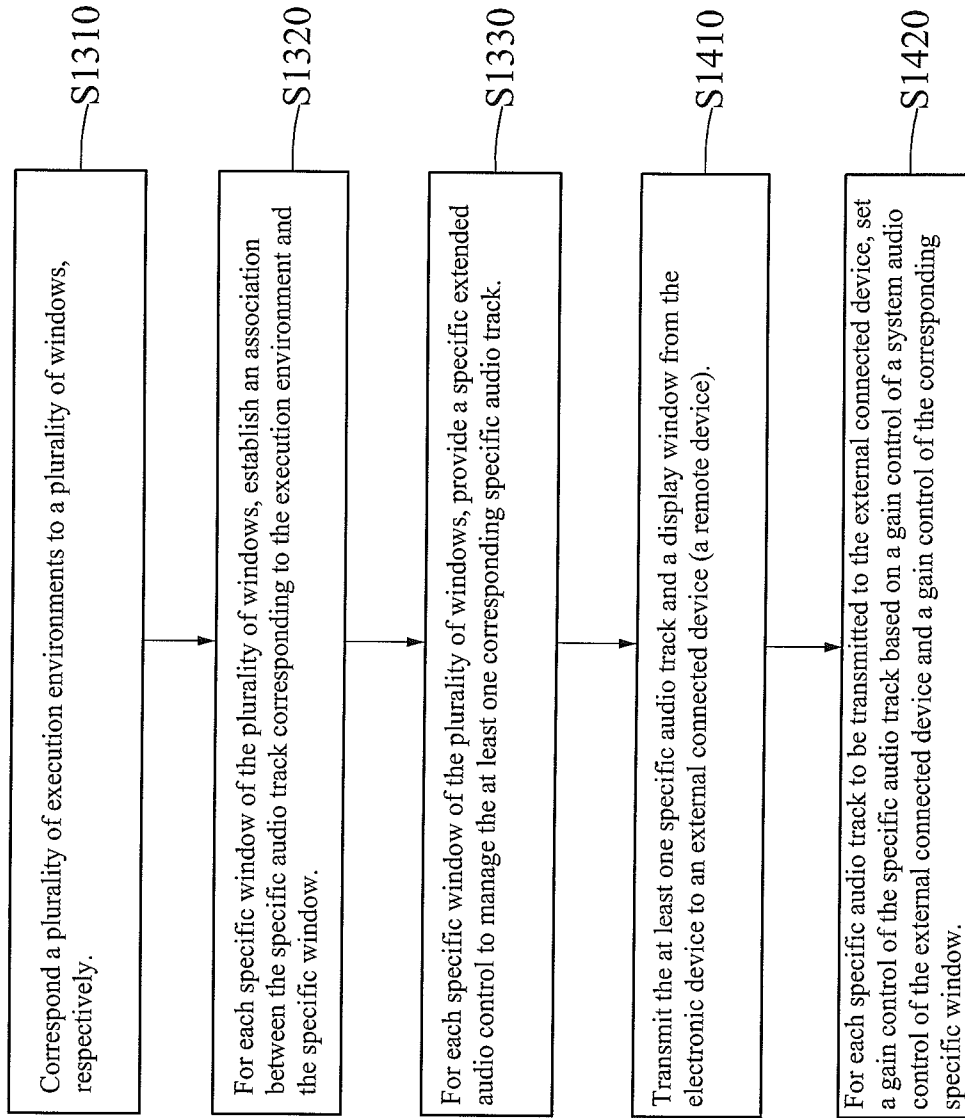 Correspond a plurality of execution environments to a plurality of windows,
respectively.
S1310
For each specific window of the plurality of windows, establish an association
between the specific audio track corresponding to the execution environment and
the specific window.
S1320
For each specific window of the plurality of windows, provide a specific extended
audio control to manage the at least one corresponding specific audio track.
S1330
Transmit the at least one specific audio track and a display window from the
electronic device to an external connected device (a remote device).
S1410
For each specific audio track to be transmitted to the external connected device, set
a gain control of the specific audio track based on a gain control of a system audio
control of the external connected device and a gain control of the corresponding
specific window.
S1420